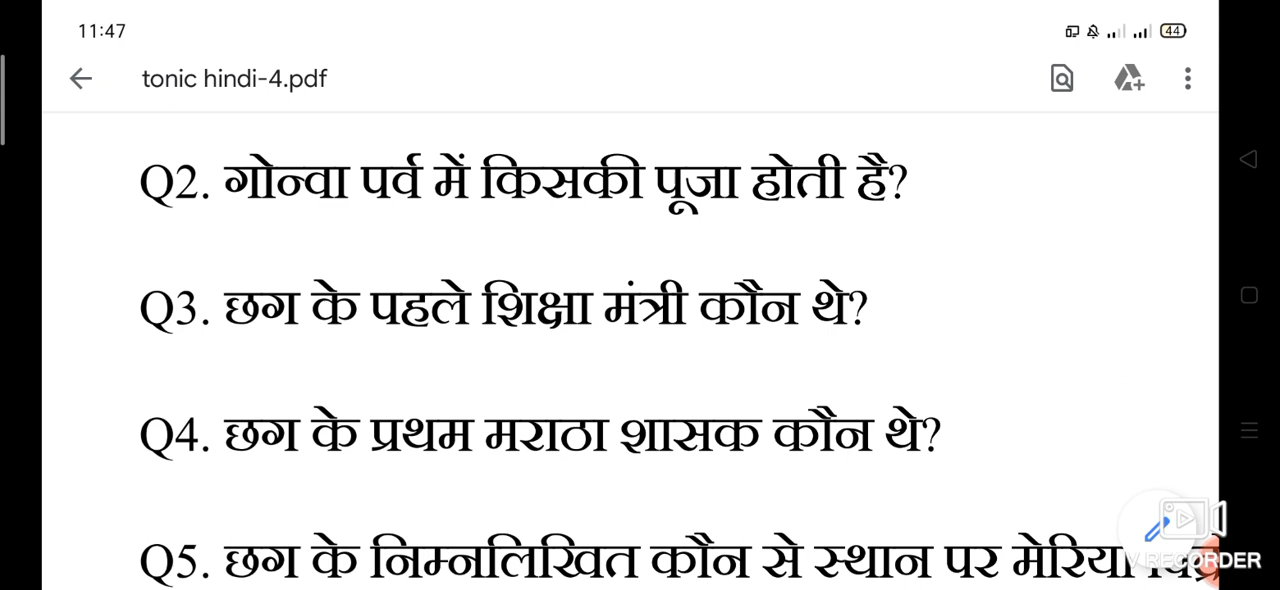 11:47
44
tonic hindi-4.pdf
Q2. गोन्वा पर्व में किसकी पूजा होती है?
Q3. छग के पहले शिक्षा मंत्री कौन थे?
Q4. छग के प्रथम मराठा शासक कौन थे?
Q5. छग के निम्नलिखित कौन से स्थान पर मेरिया
V RECORDER